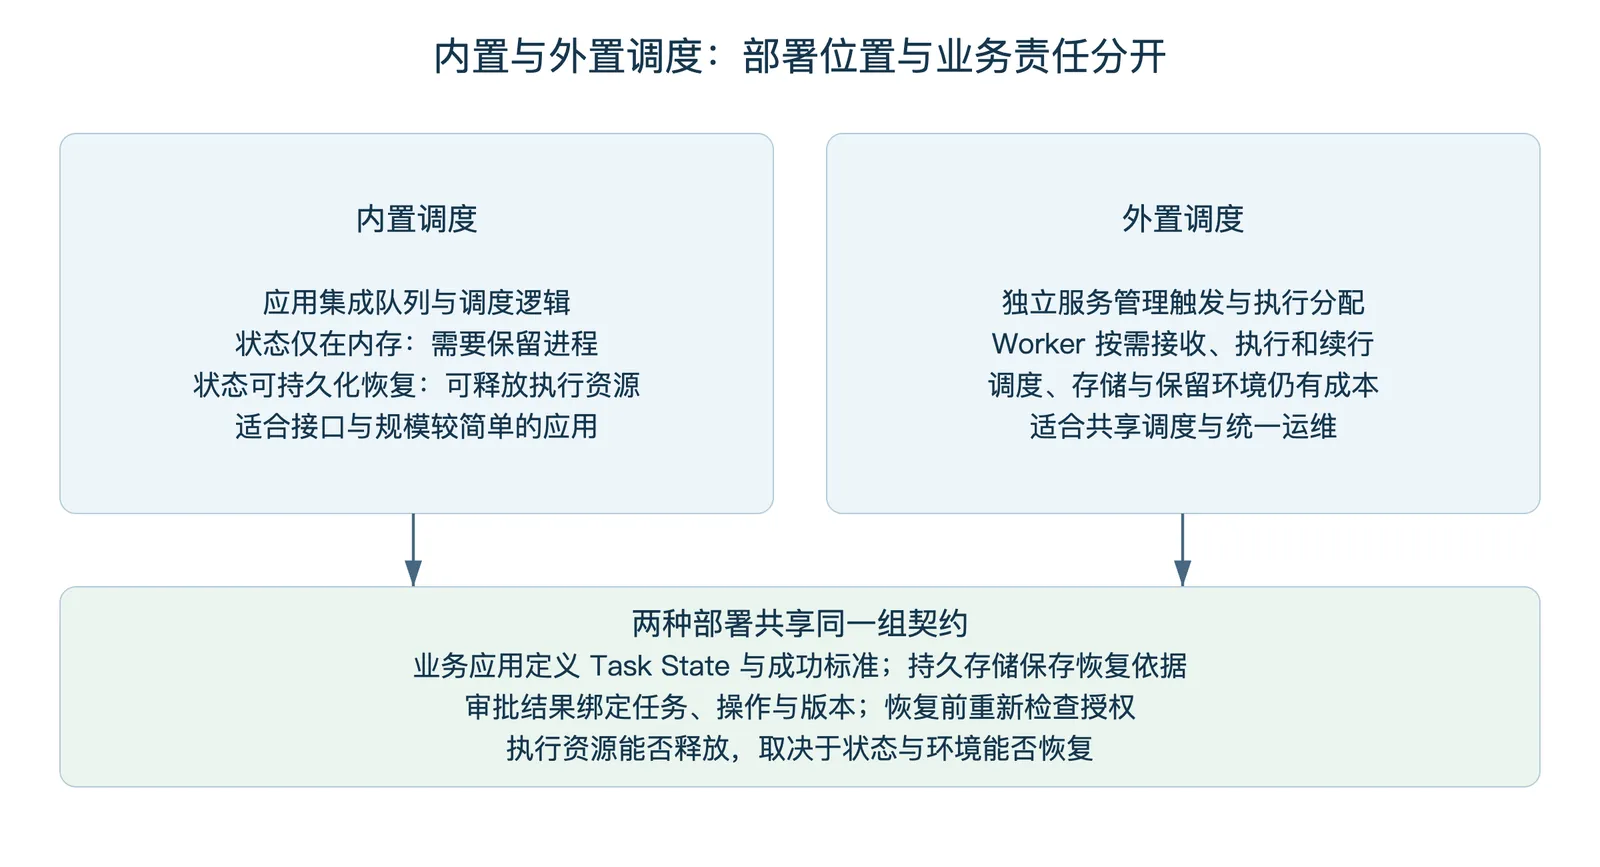 内置与外置调度：部署位置与业务责任分开
内置调度
应用集成队列与调度逻辑
状态仅在内存：需要保留进程
状态可持久化恢复：可释放执行资源
适合接口与规模较简单的应用
外置调度
独立服务管理触发与执行分配
Worker 按需接收、执行和续行
调度、存储与保留环境仍有成本
适合共享调度与统一运维
两种部署共享同一组契约
业务应用定义 Task State 与成功标准；持久存储保存恢复依据
审批结果绑定任务、操作与版本；恢复前重新检查授权
执行资源能否释放，取决于状态与环境能否恢复